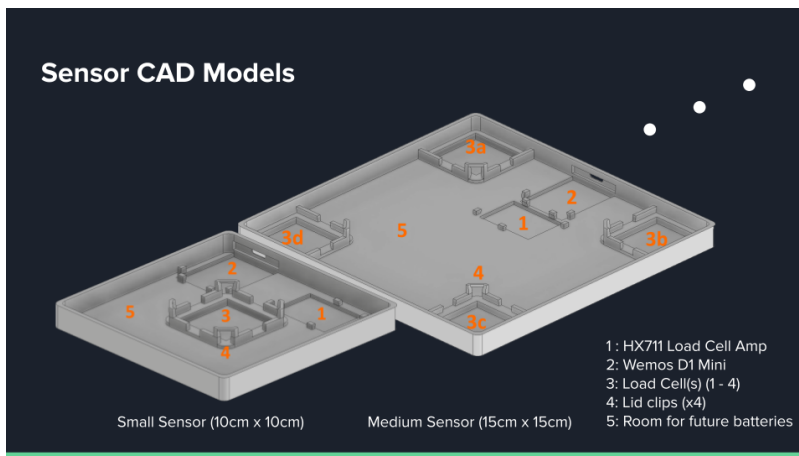 Sensor CAD Models
3a
2
1
3d
5
3b
4
3c
2
5
3
1
4
1 : HX711 Load Cell Amp
2: Wemos D1 Mini
3: Load Cell(s) (1 - 4)
4: Lid clips (x4)
5: Room for future batteries
Small Sensor (10cm x 10cm)
Medium Sensor (15cm x 15cm)